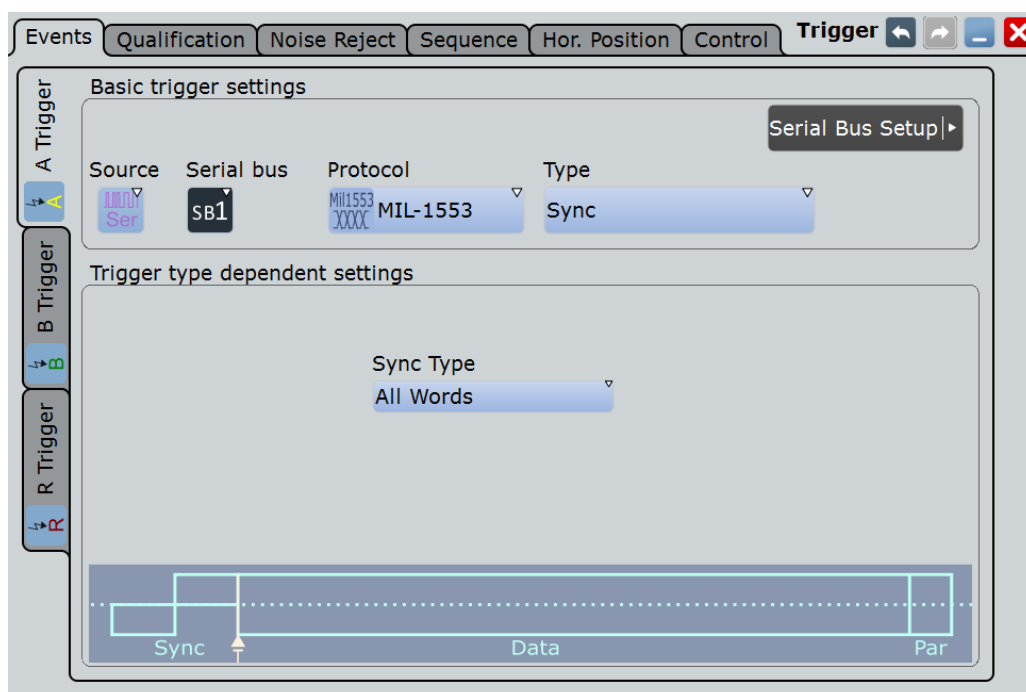 Events Qualification Noise Reject Sequence Hor. Position Control Trigger
A Trigger
A
B Trigger
B
R Trigger
R
Basic trigger settings
Serial Bus Setup
Source Serial bus Protocol Type
Ser
SB1
Mil1553
XXXX
MIL-1553
Sync
Trigger type dependent settings
Sync Type
All Words
Sync Data Par